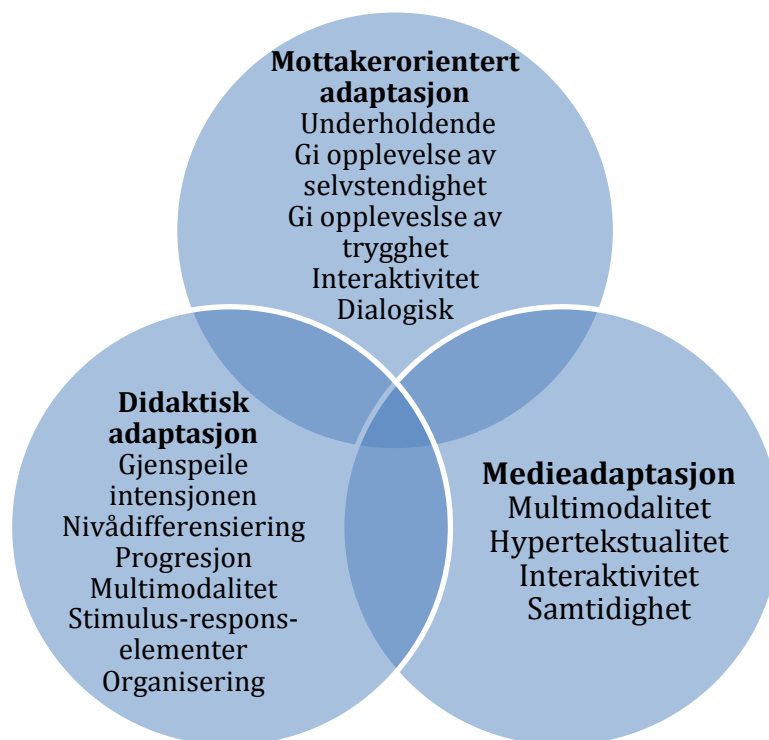 Mottakerorientert
adaptasjon
Underholdende
Gi opplevelse av
selvstendighet
Gi oppleveslse av
trygghet
Interaktivitet
Dialogisk
Didaktisk
adaptasjon
Gjenspeile
intensjonen
Nivådifferensiering
Progresjon
Multimodalitet
Stimulus-respons-
elementer
Organisering
Medieadaptasjon
Multimodalitet
Hypertekstualitet
Interaktivitet
Samtidighet